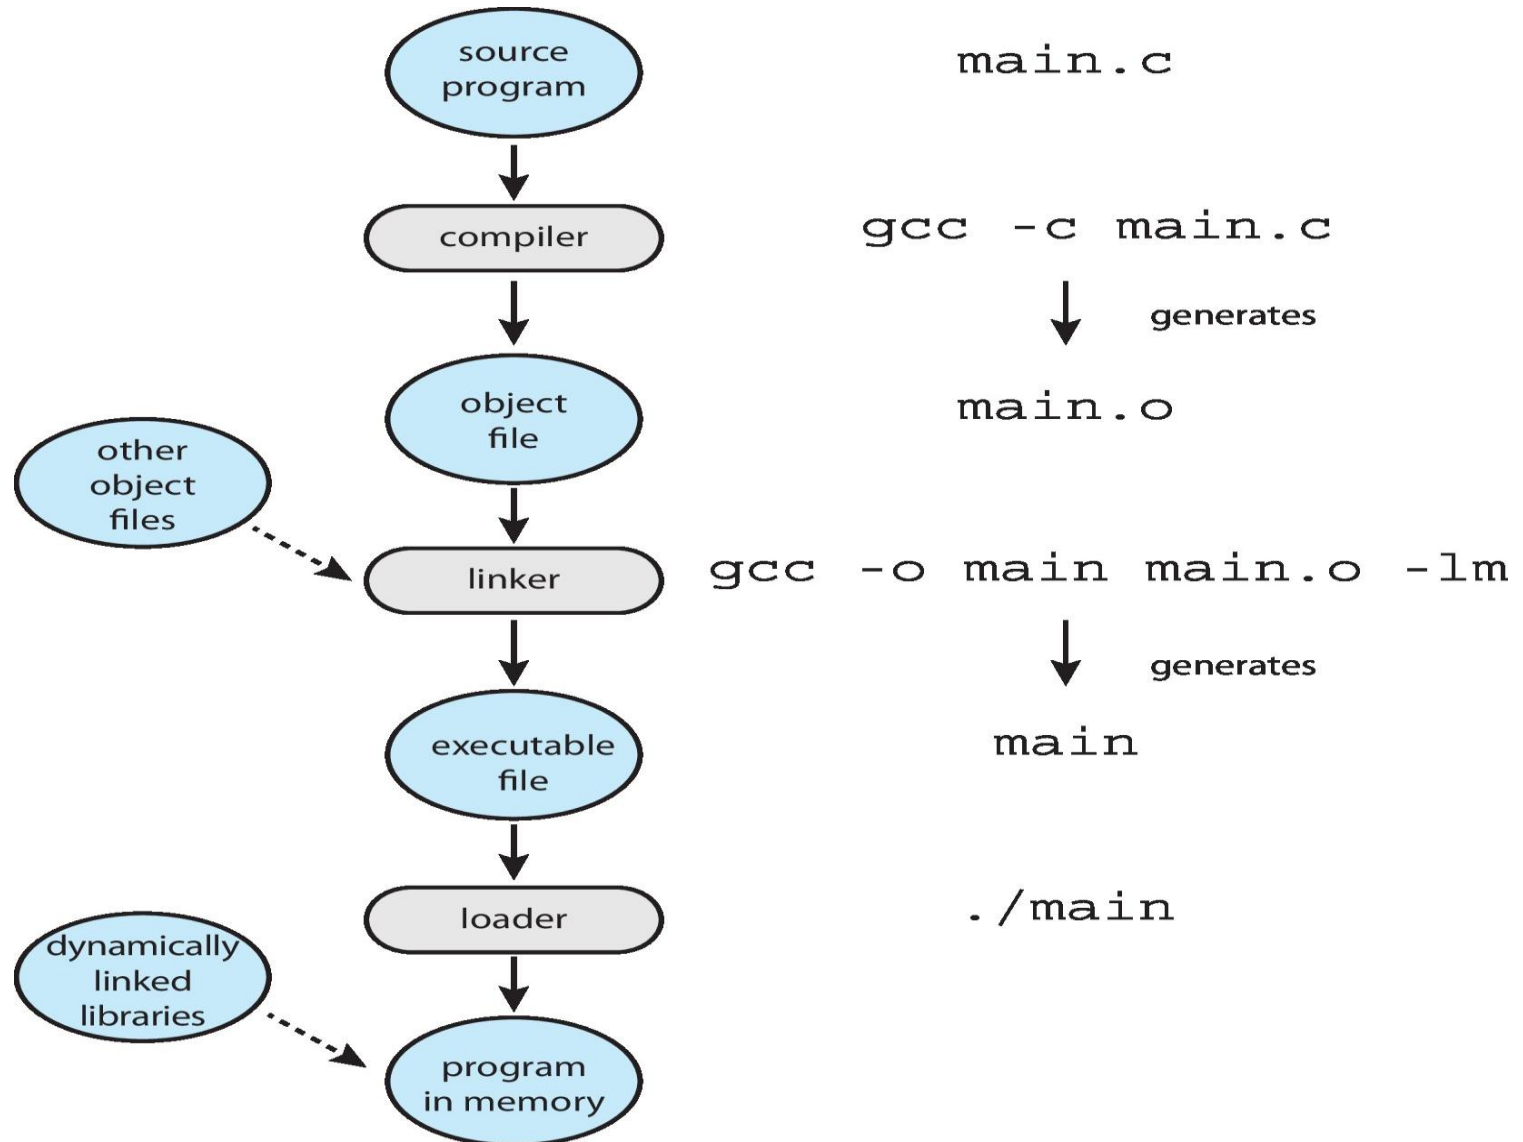 source
program
main.c
compiler
gcc -c main.c
generates
object
file
main.o
other
object
files
linker
gcc -o main main.o -lm
generates
executable
file
main
loader
./main
dynamically
linked
libraries
program
in memory